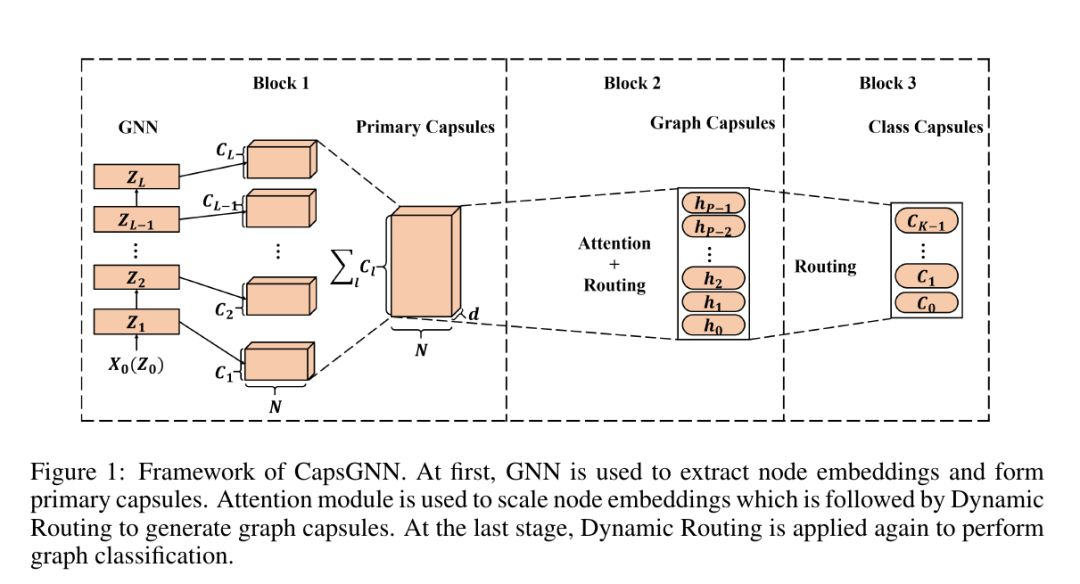 Block 1
Block 2
Block 3
GNN
Primary Capsules
Graph Capsules
Class Capsules
Z_L
Z_{L-1}
⋮
Z_2
Z_1
X_0(Z_0)
C_L
C_{L-1}
⋮
C_2
C_1
N
∑_l C_l
d
N
Attention
+
Routing
h_{P-1}
h_{P-2}
⋮
h_2
h_1
h_0
Routing
C_{K-1}
⋮
C_1
C_0
Figure 1: Framework of CapsGNN. At first, GNN is used to extract node embeddings and form
primary capsules. Attention module is used to scale node embeddings which is followed by Dynamic
Routing to generate graph capsules. At the last stage, Dynamic Routing is applied again to perform
graph classification.